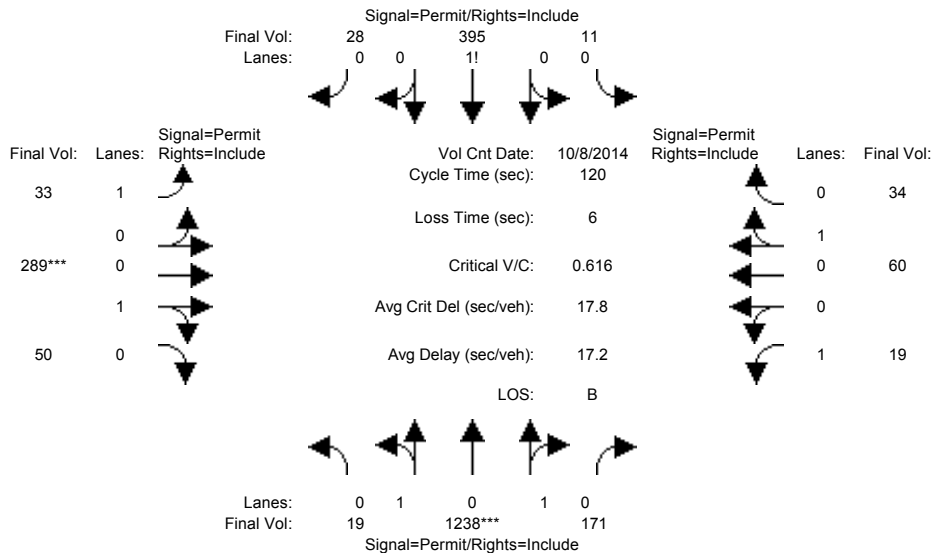 Signal=Permit/Rights=Include
Final Vol: 28 395 11
Lanes: 0 0 1! 0 0
Signal=Permit Signal=Permit
Final Vol: Lanes: Rights=Include Vol Cnt Date: 10/8/2014 Rights=Include Lanes: Final Vol:
Cycle Time (sec): 120
33 1 0 34
Loss Time (sec): 6
0 1
289*** 0 Critical V/C: 0.616 0 60
1 Avg Crit Del (sec/veh): 17.8 0
50 0 Avg Delay (sec/veh): 17.2 1 19
LOS: B
Lanes: 0 1 0 1 0
Final Vol: 19 1238*** 171
Signal=Permit/Rights=Include